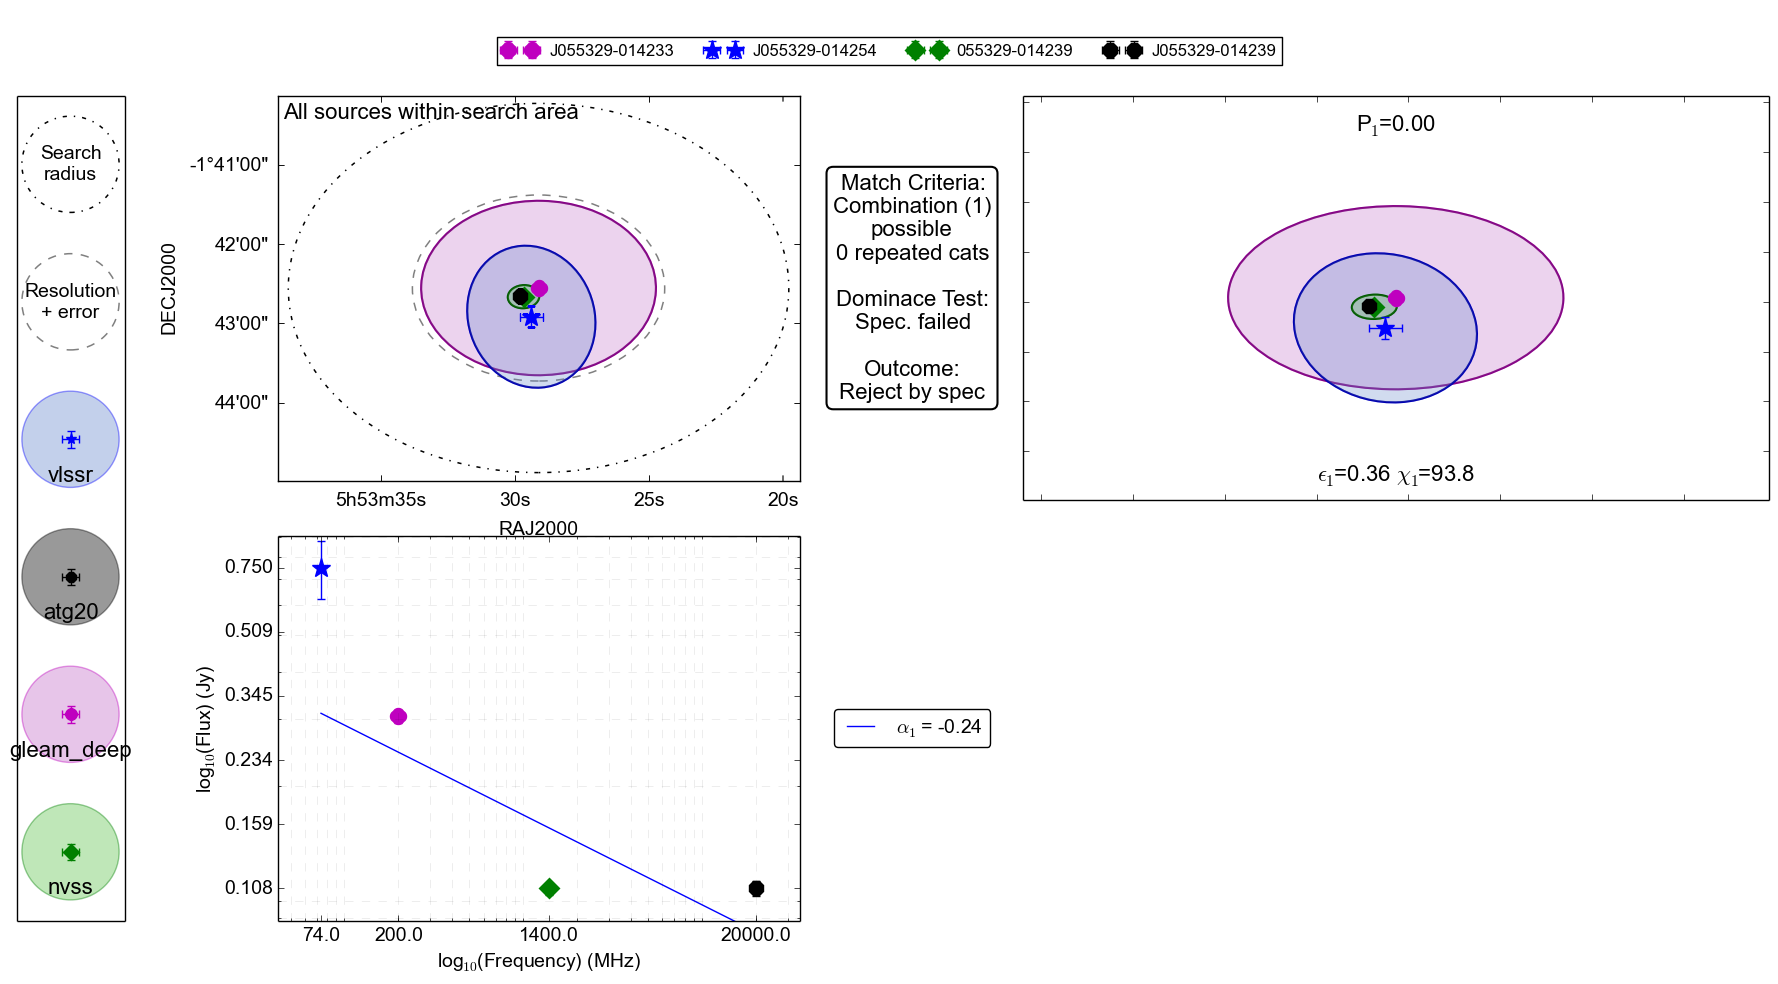 J055329-014233 J055329-014254 055329-014239 J055329-014239
Search
radius
Resolution
+ error
vlssr
atg20
gleam_deep
nvss
All sources within search area
DECJ2000
-1°41'00"
42'00"
43'00"
44'00"
5h53m35s 30s 25s 20s
RAJ2000
Match Criteria:
Combination (1)
possible
0 repeated cats
Dominace Test:
Spec. failed
Outcome:
Reject by spec
P₁=0.00
ϵ₁=0.36 χ₁=93.8
log₁₀(Flux) (Jy)
0.750
0.509
0.345
0.234
0.159
0.108
74.0 200.0 1400.0 20000.0
log₁₀(Frequency) (MHz)
α₁ = -0.24